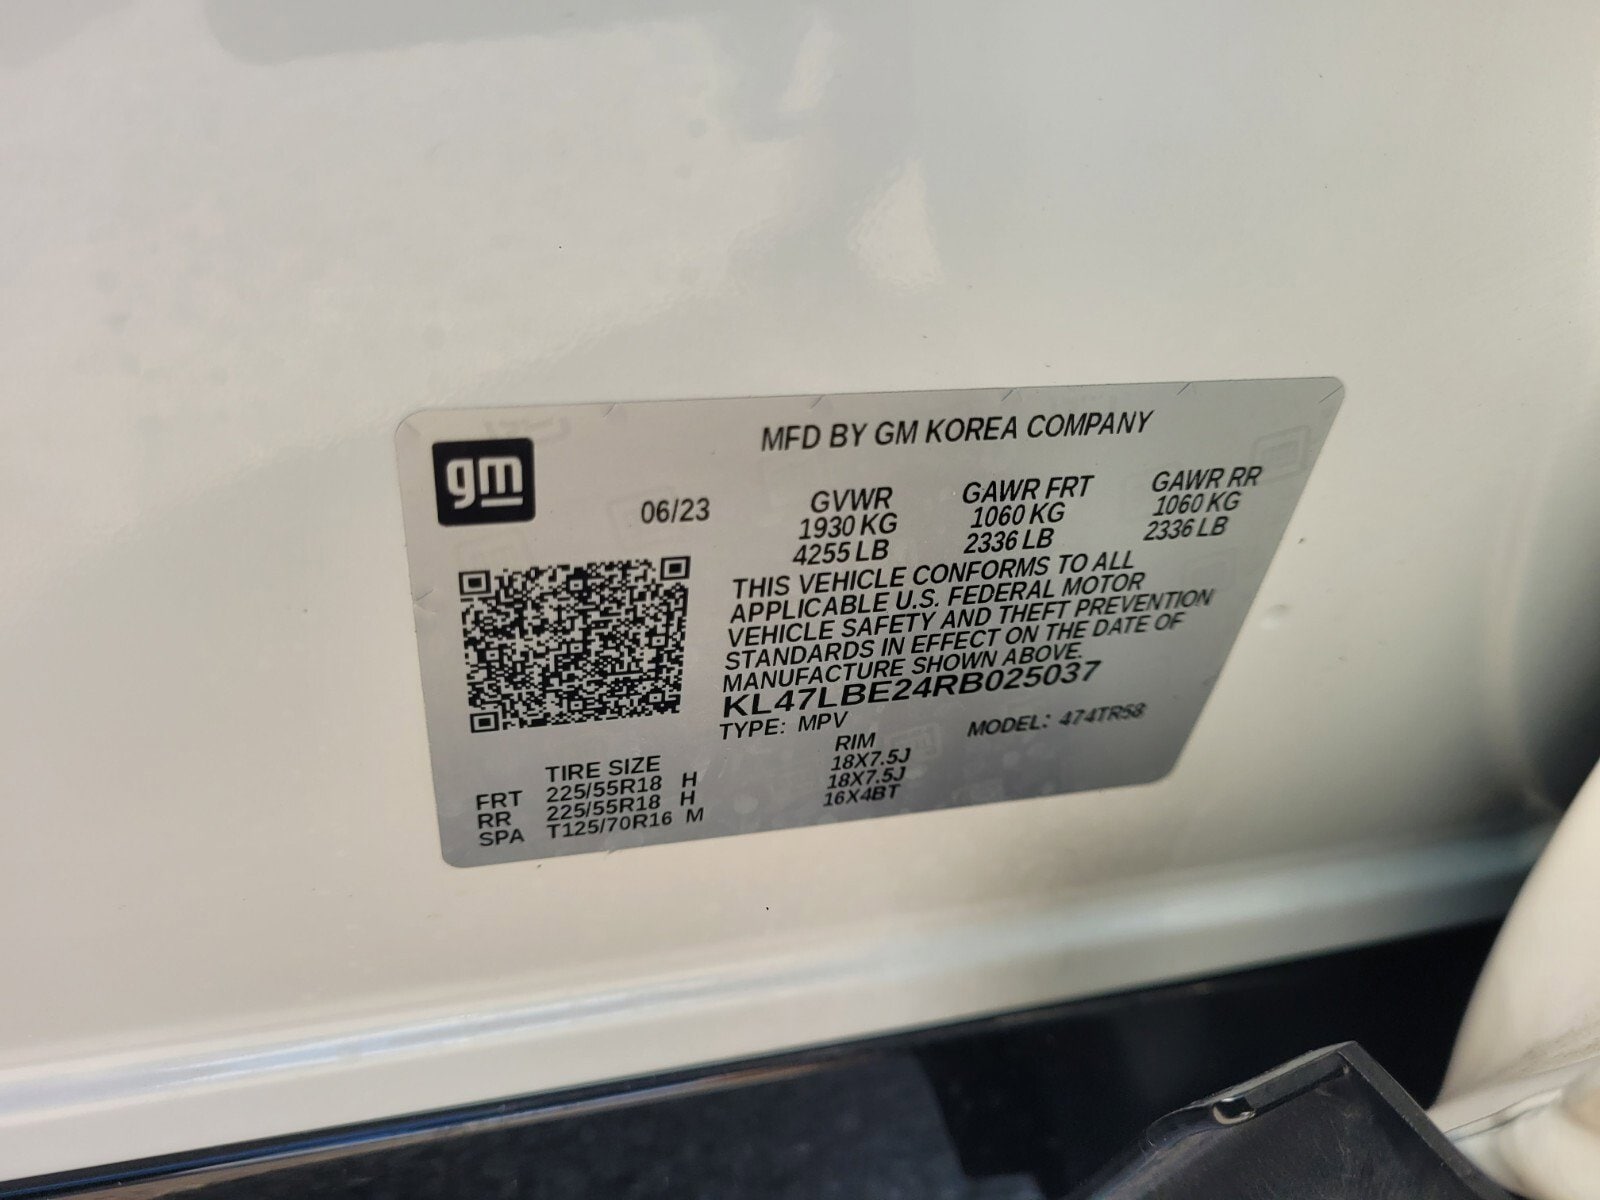 MFD BY GM KOREA COMPANY
gm
06/23
GVWR GAWR FRT GAWR RR
1930 KG 1060 KG 1060 KG
4255 LB 2336 LB 2336 LB
THIS VEHICLE CONFORMS TO ALL
APPLICABLE U.S. FEDERAL MOTOR
VEHICLE SAFETY AND THEFT PREVENTION
STANDARDS IN EFFECT ON THE DATE OF
MANUFACTURE SHOWN ABOVE.
KL47LBE24RB025037
TYPE: MPV MODEL: 474TR58
TIRE SIZE RIM
FRT 225/55R18 H 18X7.5J
RR 225/55R18 H 18X7.5J
SPA T125/70R16 M 16X4BT